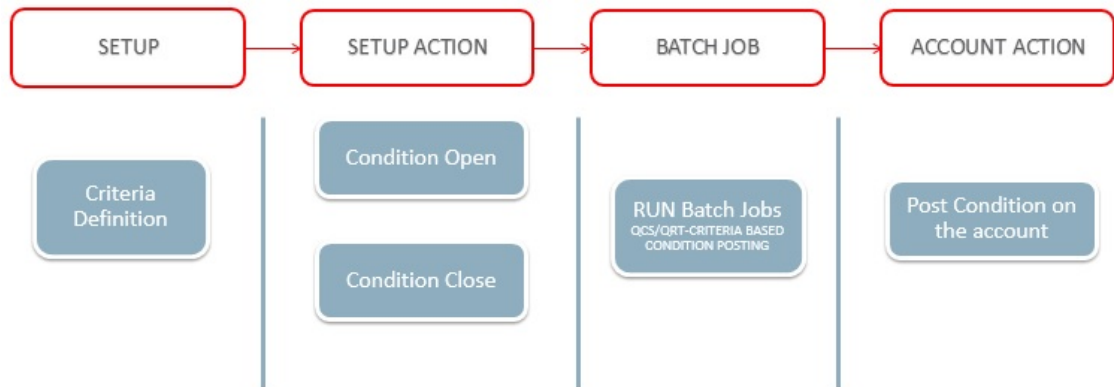 SETUP
SETUP ACTION
BATCH JOB
ACCOUNT ACTION
Criteria
Definition
Condition Open
Condition Close
RUN Batch Jobs
QCS/QRT-CRITERIA BASED
CONDITION POSTING
Post Condition on
the account